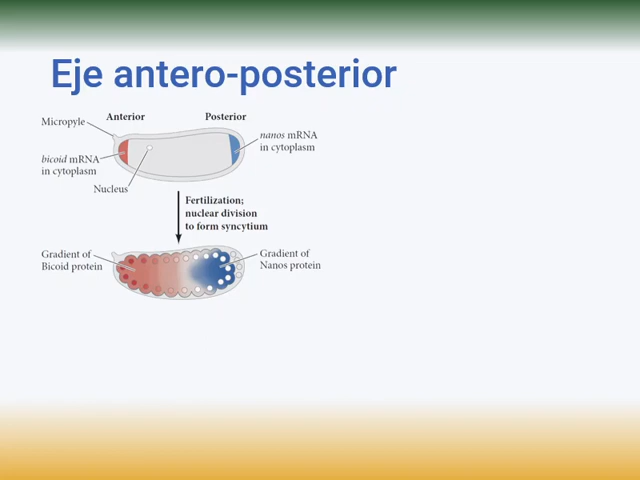 Eje antero-posterior
Anterior
Posterior
Micropyle
nanos mRNA
in cytoplasm
bicoid mRNA
in cytoplasm
Nucleus
Fertilization;
nuclear division
to form syncytium
Gradient of
Bicoid protein
Gradient of
Nanos protein